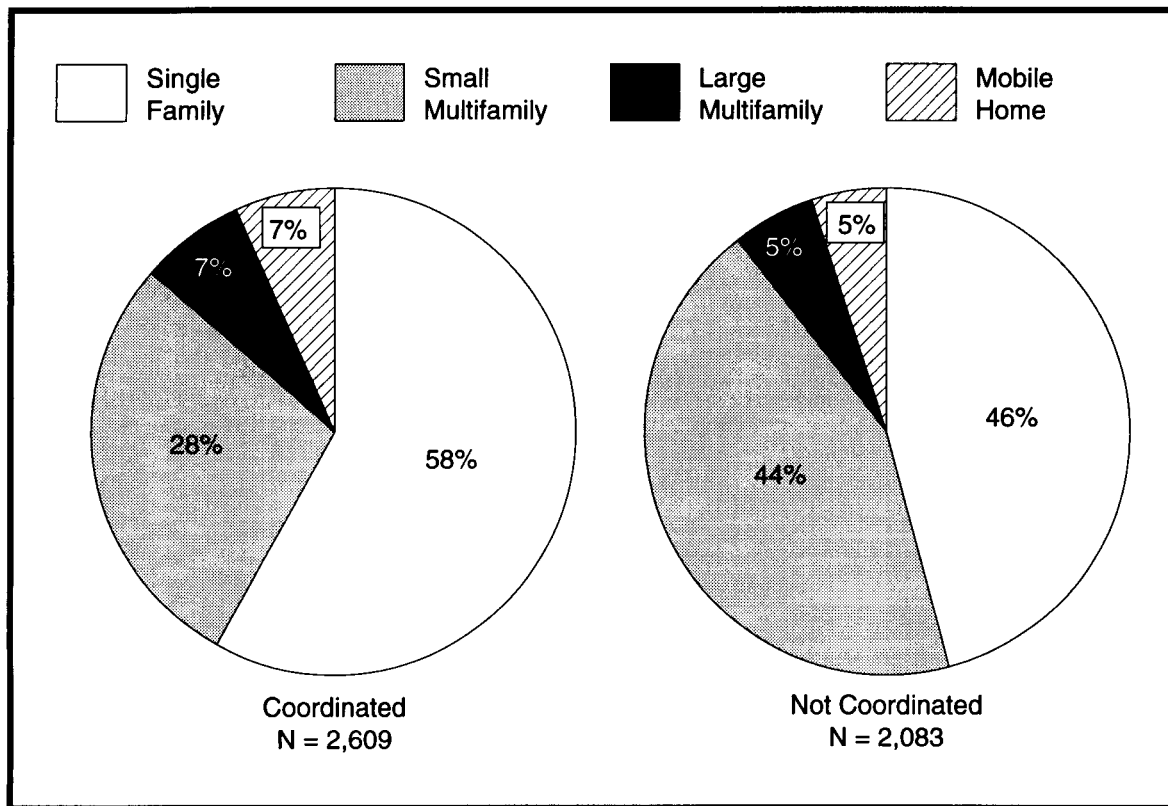 Single
Family
Small
Multifamily
Large
Multifamily
Mobile
Home
7%
7%
28%
58%
Coordinated
N = 2,609
5%
5%
46%
44%
Not Coordinated
N = 2,083